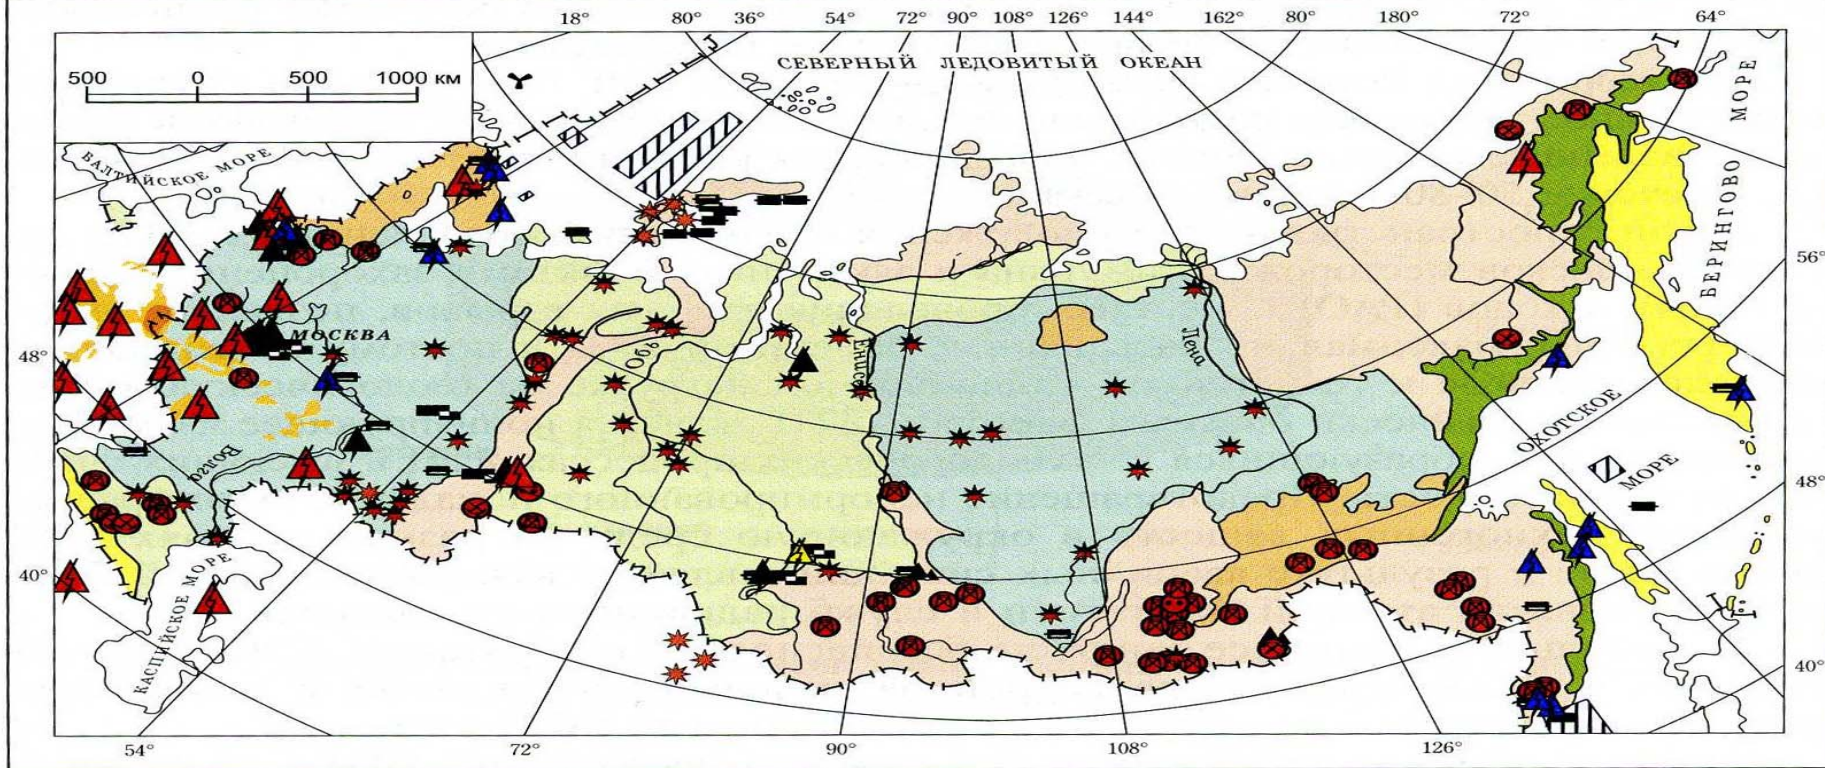 18° 80° 36° 54° 72° 90° 108° 126° 144° 162° 80° 180° 72° 64°
СЕВЕРНЫЙ ЛЕДОВИТЫЙ ОКЕАН
500 0 500 1000 км
БАЛТИЙСКОЕ МОРЕ
БЕРИНГОВО МОРЕ
56°
МОСКВА
48°
Обь
Енисей
Лена
Волга
ОХОТСКОЕ МОРЕ
48°
40°
КАСПИЙСКОЕ МОРЕ
40°
54° 72° 90° 108° 126°